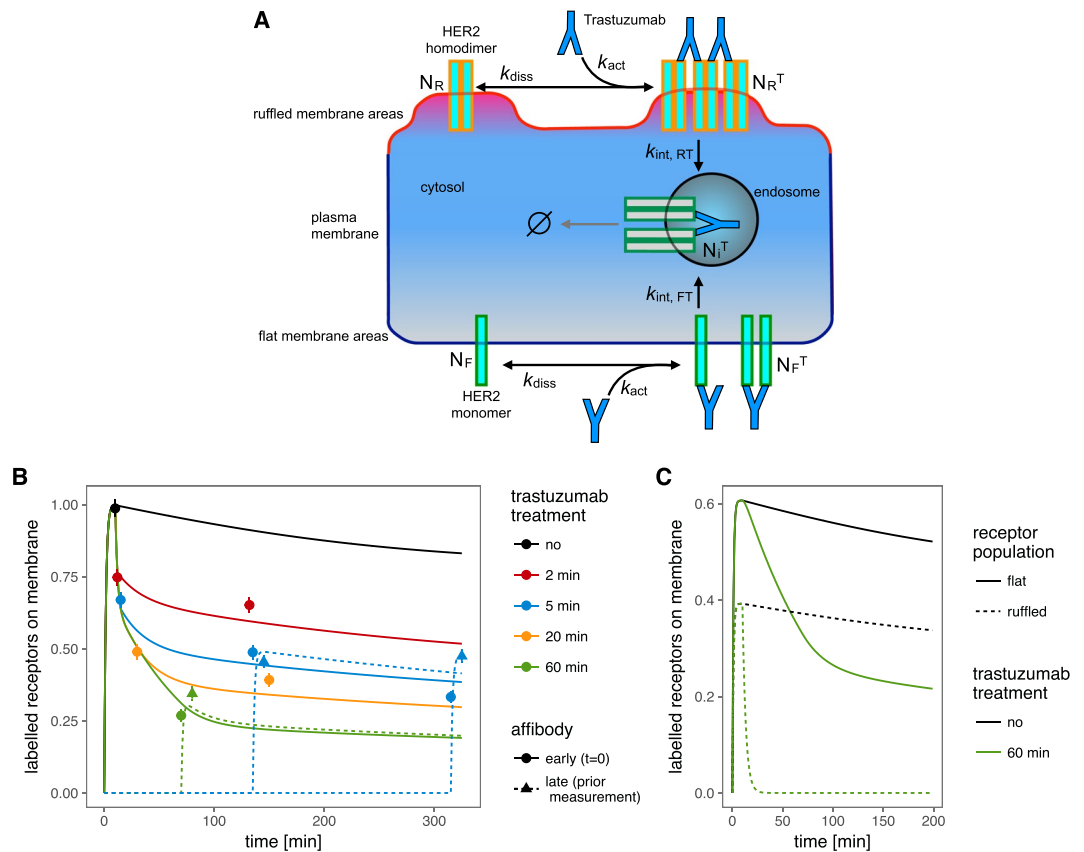 A
HER2
homodimer
Trastuzumab
N_R
k_diss
k_act
N_R^T
ruffled membrane areas
k_int, RT
cytosol
endosome
plasma
membrane
∅
N_i^T
k_int, FT
flat membrane areas
N_F
k_diss
k_act
N_F^T
HER2
monomer
B
labelled receptors on membrane
1.00
0.75
0.50
0.25
0.00
0
100
200
300
time [min]
trastuzumab
treatment
no
2 min
5 min
20 min
60 min
affibody
early (t=0)
late (prior
measurement)
C
labelled receptors on membrane
0.6
0.4
0.2
0.0
0
50
100
150
200
time [min]
receptor
population
flat
ruffled
trastuzumab
treatment
no
60 min